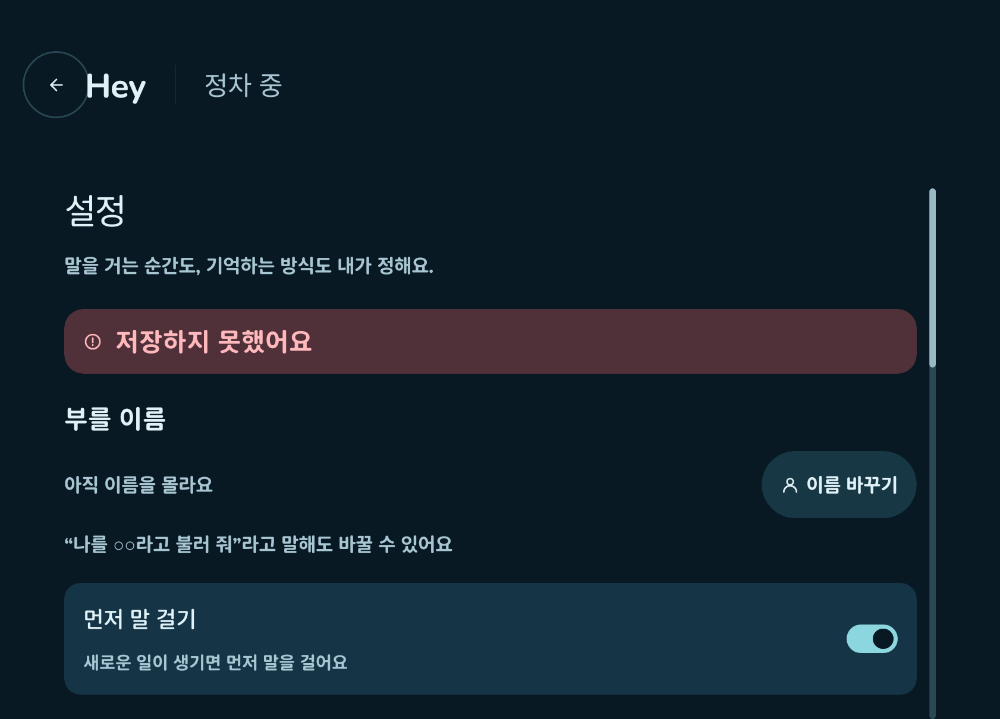 Hey
정차 중
설정
말을 거는 순간도, 기억하는 방식도 내가 정해요.
저장하지 못했어요
부를 이름
아직 이름을 몰라요
이름 바꾸기
“나를 ○○라고 불러 줘”라고 말해도 바꿀 수 있어요
먼저 말 걸기
새로운 일이 생기면 먼저 말을 걸어요